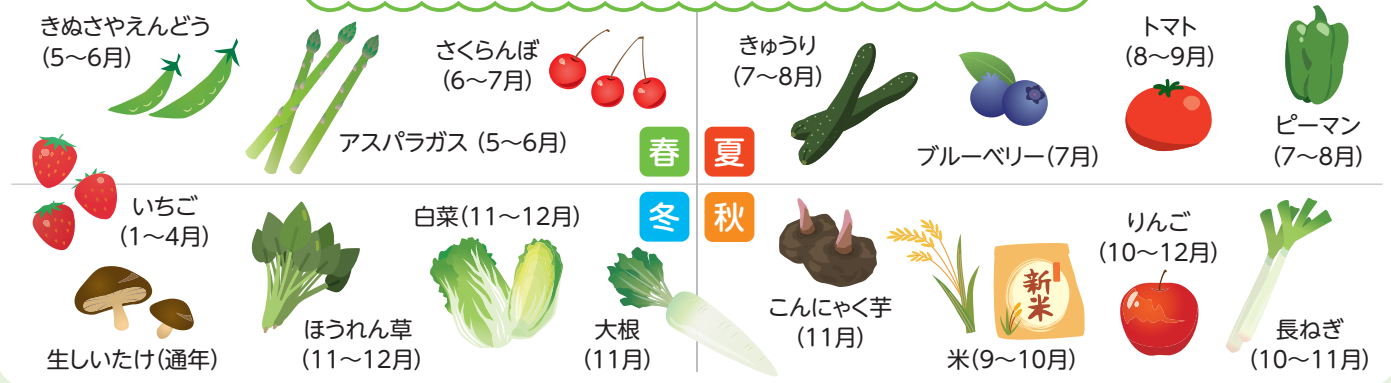 きぬさやえんどう
(5〜6月)
さくらんぼ
(6〜7月)
アスパラガス (5〜6月)
春
いちご
(1〜4月)
きゅうり
(7〜8月)
ブルーベリー(7月)
トマト
(8〜9月)
ピーマン
(7〜8月)
夏
冬
白菜(11〜12月)
生しいたけ(通年)
ほうれん草
(11〜12月)
大根
(11月)
秋
こんにゃく芋
(11月)
新
米
米(9〜10月)
りんご
(10〜12月)
長ねぎ
(10〜11月)